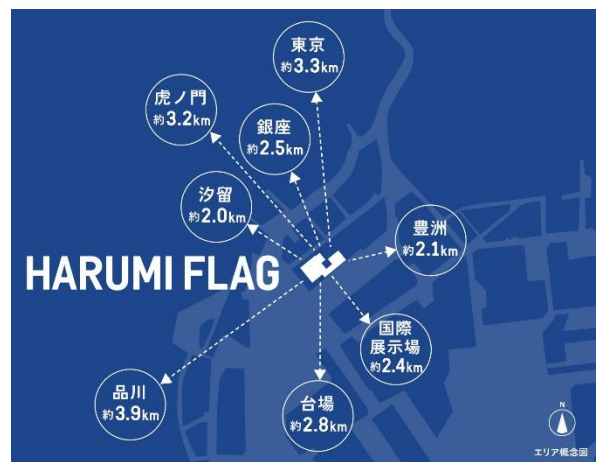 東京
約3.3km
虎ノ門
約3.2km
銀座
約2.5km
汐留
約2.0km
豊洲
約2.1km
HARUMI FLAG
国際
展示場
約2.4km
品川
約3.9km
台場
約2.8km
N
エリア概念図